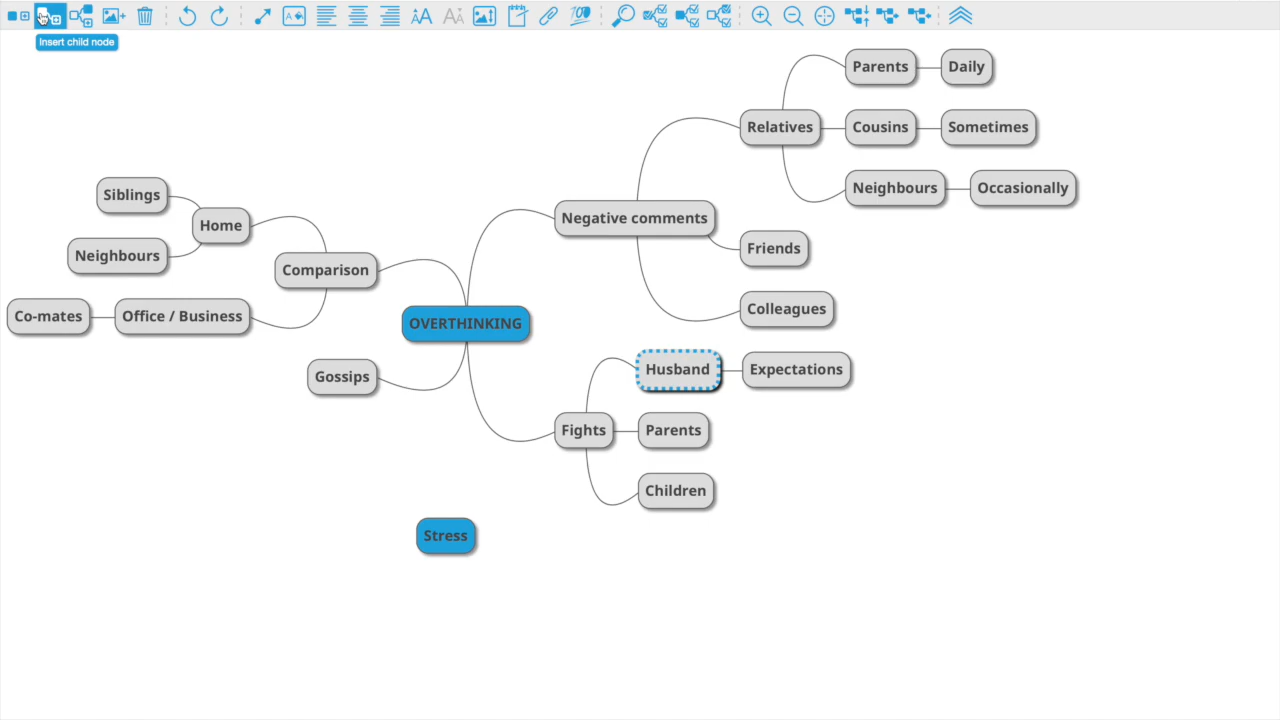 Insert child node
Parents
Daily
Relatives
Cousins
Sometimes
Neighbours
Occasionally
Siblings
Home
Negative comments
Friends
Neighbours
Comparison
Co-mates
Office / Business
OVERTHINKING
Colleagues
Gossips
Husband
Expectations
Fights
Parents
Children
Stress